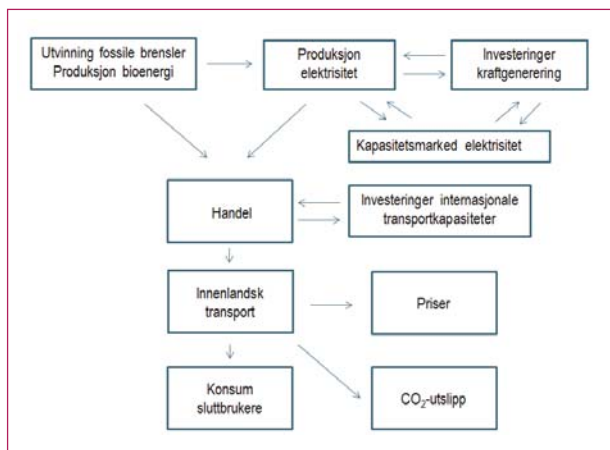 Utvinning fossile brensler
Produksjon bioenergi
Produksjon
elektrisitet
Investeringer
kraftgenerering
Kapasitetsmarked elektrisitet
Handel
Investeringer internasjonale
transportkapasiteter
Innenlandsk
transport
Priser
Konsum
sluttbrukere
CO₂-utslipp